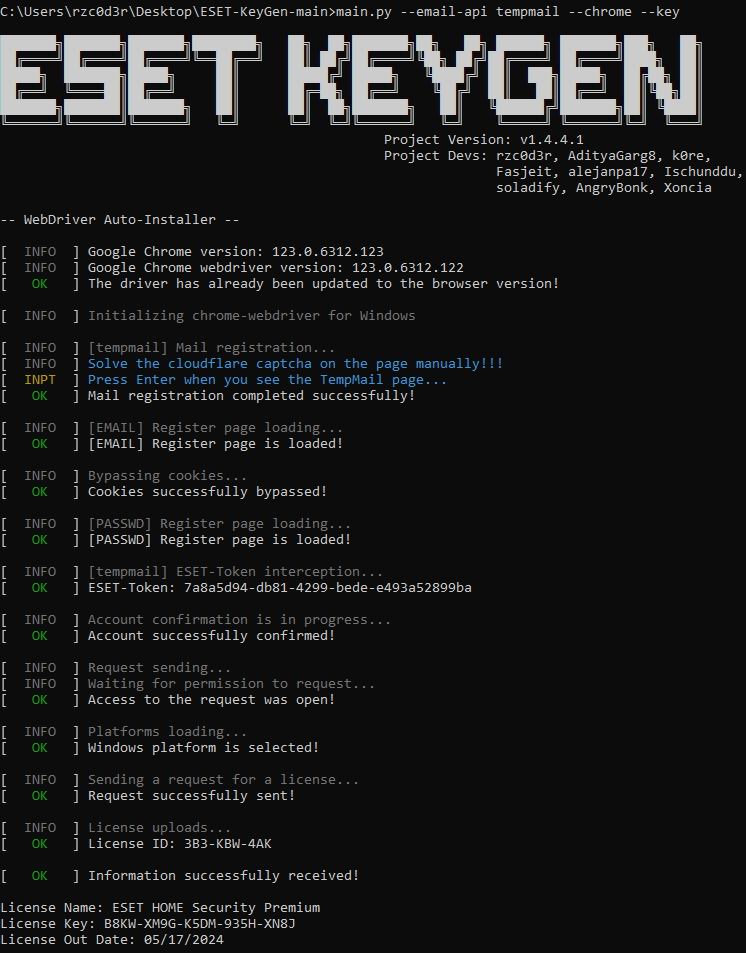 C:\Users\rzc0d3r\Desktop\ESET-KeyGen-main>main.py --email-api tempmail --chrome --key
ESET KEYGEN
Project Version: v1.4.4.1
Project Devs: rzc0d3r, AdityaGarg8, k0re,
Fasjeit, alejanpa17, Ischunddu,
soladify, AngryBonk, Xoncia
-- WebDriver Auto-Installer --
[ INFO ] Google Chrome version: 123.0.6312.123
[ INFO ] Google Chrome webdriver version: 123.0.6312.122
[ OK ] The driver has already been updated to the browser version!
[ INFO ] Initializing chrome-webdriver for Windows
[ INFO ] [tempmail] Mail registration...
[ INFO ] Solve the cloudflare captcha on the page manually!!!
[ INPT ] Press Enter when you see the TempMail page...
[ OK ] Mail registration completed successfully!
[ INFO ] [EMAIL] Register page loading...
[ OK ] [EMAIL] Register page is loaded!
[ INFO ] Bypassing cookies...
[ OK ] Cookies successfully bypassed!
[ INFO ] [PASSWD] Register page loading...
[ OK ] [PASSWD] Register page is loaded!
[ INFO ] [tempmail] ESET-Token interception...
[ OK ] ESET-Token: 7a8a5d94-db81-4299-bede-e493a52899ba
[ INFO ] Account confirmation is in progress...
[ OK ] Account successfully confirmed!
[ INFO ] Request sending...
[ INFO ] Waiting for permission to request...
[ OK ] Access to the request was open!
[ INFO ] Platforms loading...
[ OK ] Windows platform is selected!
[ INFO ] Sending a request for a license...
[ OK ] Request successfully sent!
[ INFO ] License uploads...
[ OK ] License ID: 3B3-KBW-4AK
[ OK ] Information successfully received!
License Name: ESET HOME Security Premium
License Key: B8KW-XM9G-K5DM-935H-XN8J
License Out Date: 05/17/2024